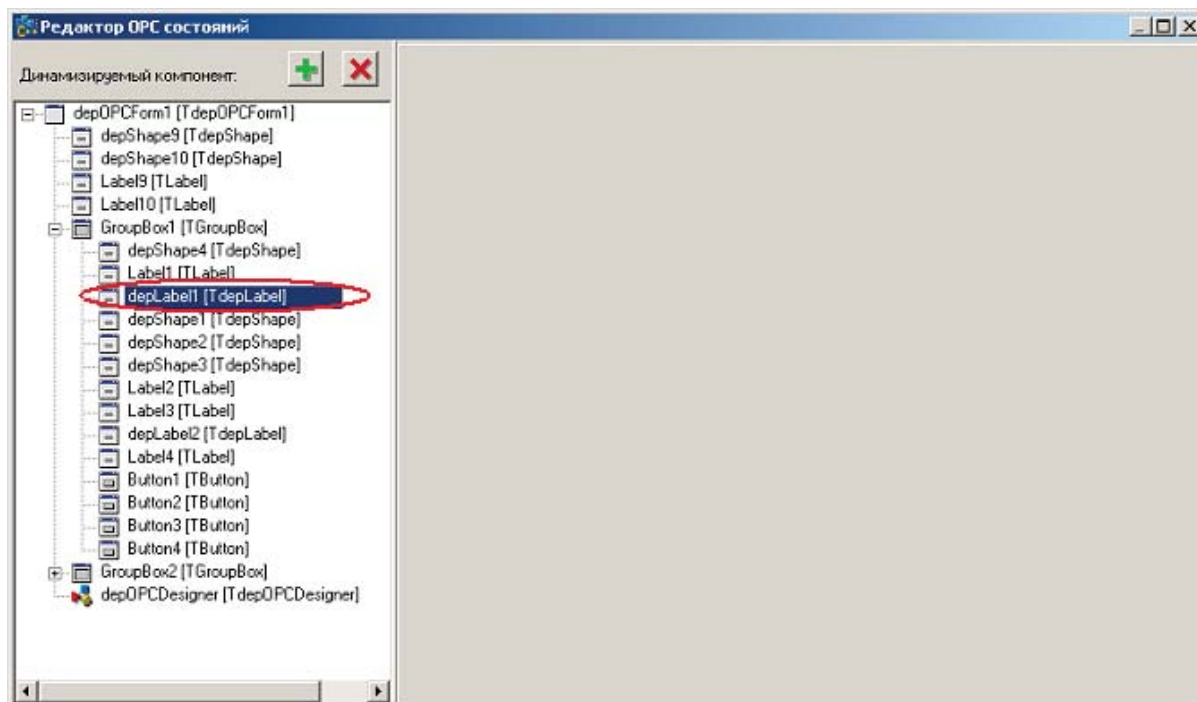 Редактор OPC состояний
Динамизируемый компонент:
depOPCForm1 [TdepOPCForm1]
depShape9 [TdepShape]
depShape10 [TdepShape]
Label9 [TLabel]
Label10 [TLabel]
GroupBox1 [TGroupBox]
depShape4 [TdepShape]
Label1 [TLabel]
depLabel1 [TdepLabel]
depShape1 [TdepShape]
depShape2 [TdepShape]
depShape3 [TdepShape]
Label2 [TLabel]
Label3 [TLabel]
depLabel2 [TdepLabel]
Label4 [TLabel]
Button1 [TButton]
Button2 [TButton]
Button3 [TButton]
Button4 [TButton]
GroupBox2 [TGroupBox]
depOPCDesigner [TdepOPCDesigner]